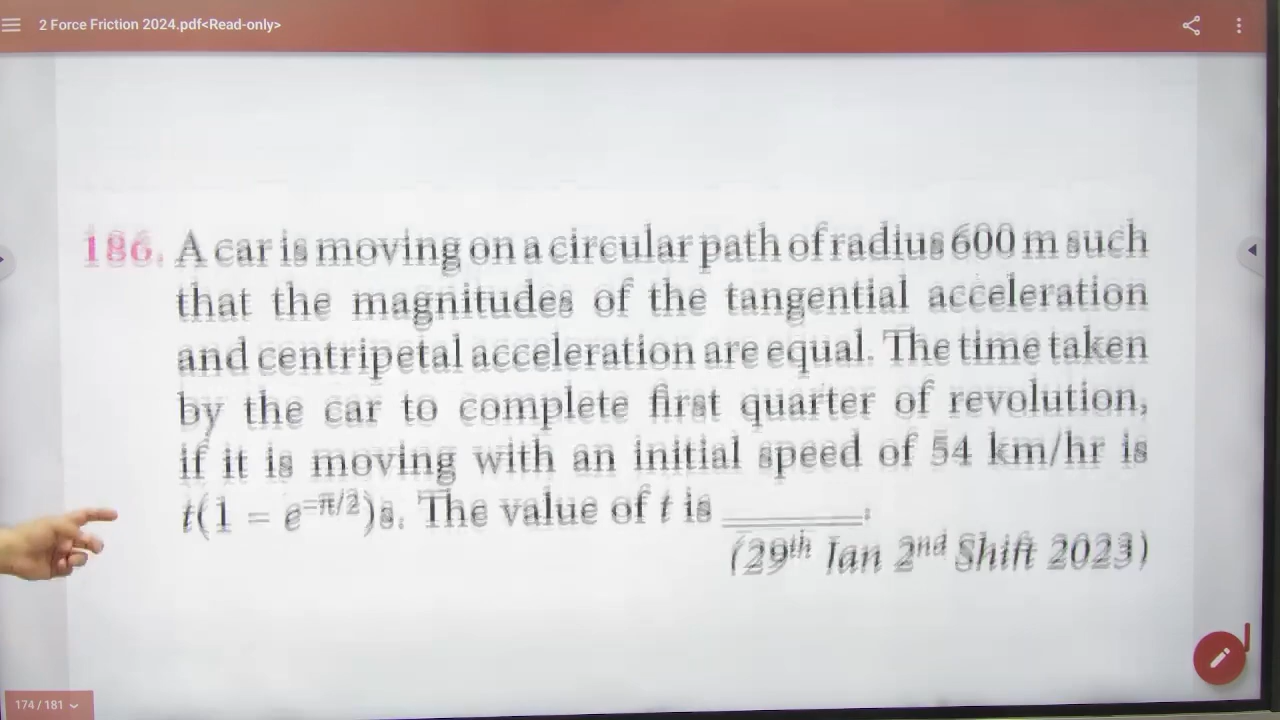 2 Force Friction 2024.pdf<Read-only>
186. A car is moving on a circular path of radius 600 m such
that the magnitudes of the tangential acceleration
and centripetal acceleration are equal. The time taken
by the car to complete first quarter of revolution,
if it is moving with an initial speed of 54 km/hr is
t(1 − e^{−π/2})s. The value of t is ________.
(29th Jan 2nd Shift 2023)
174 / 181